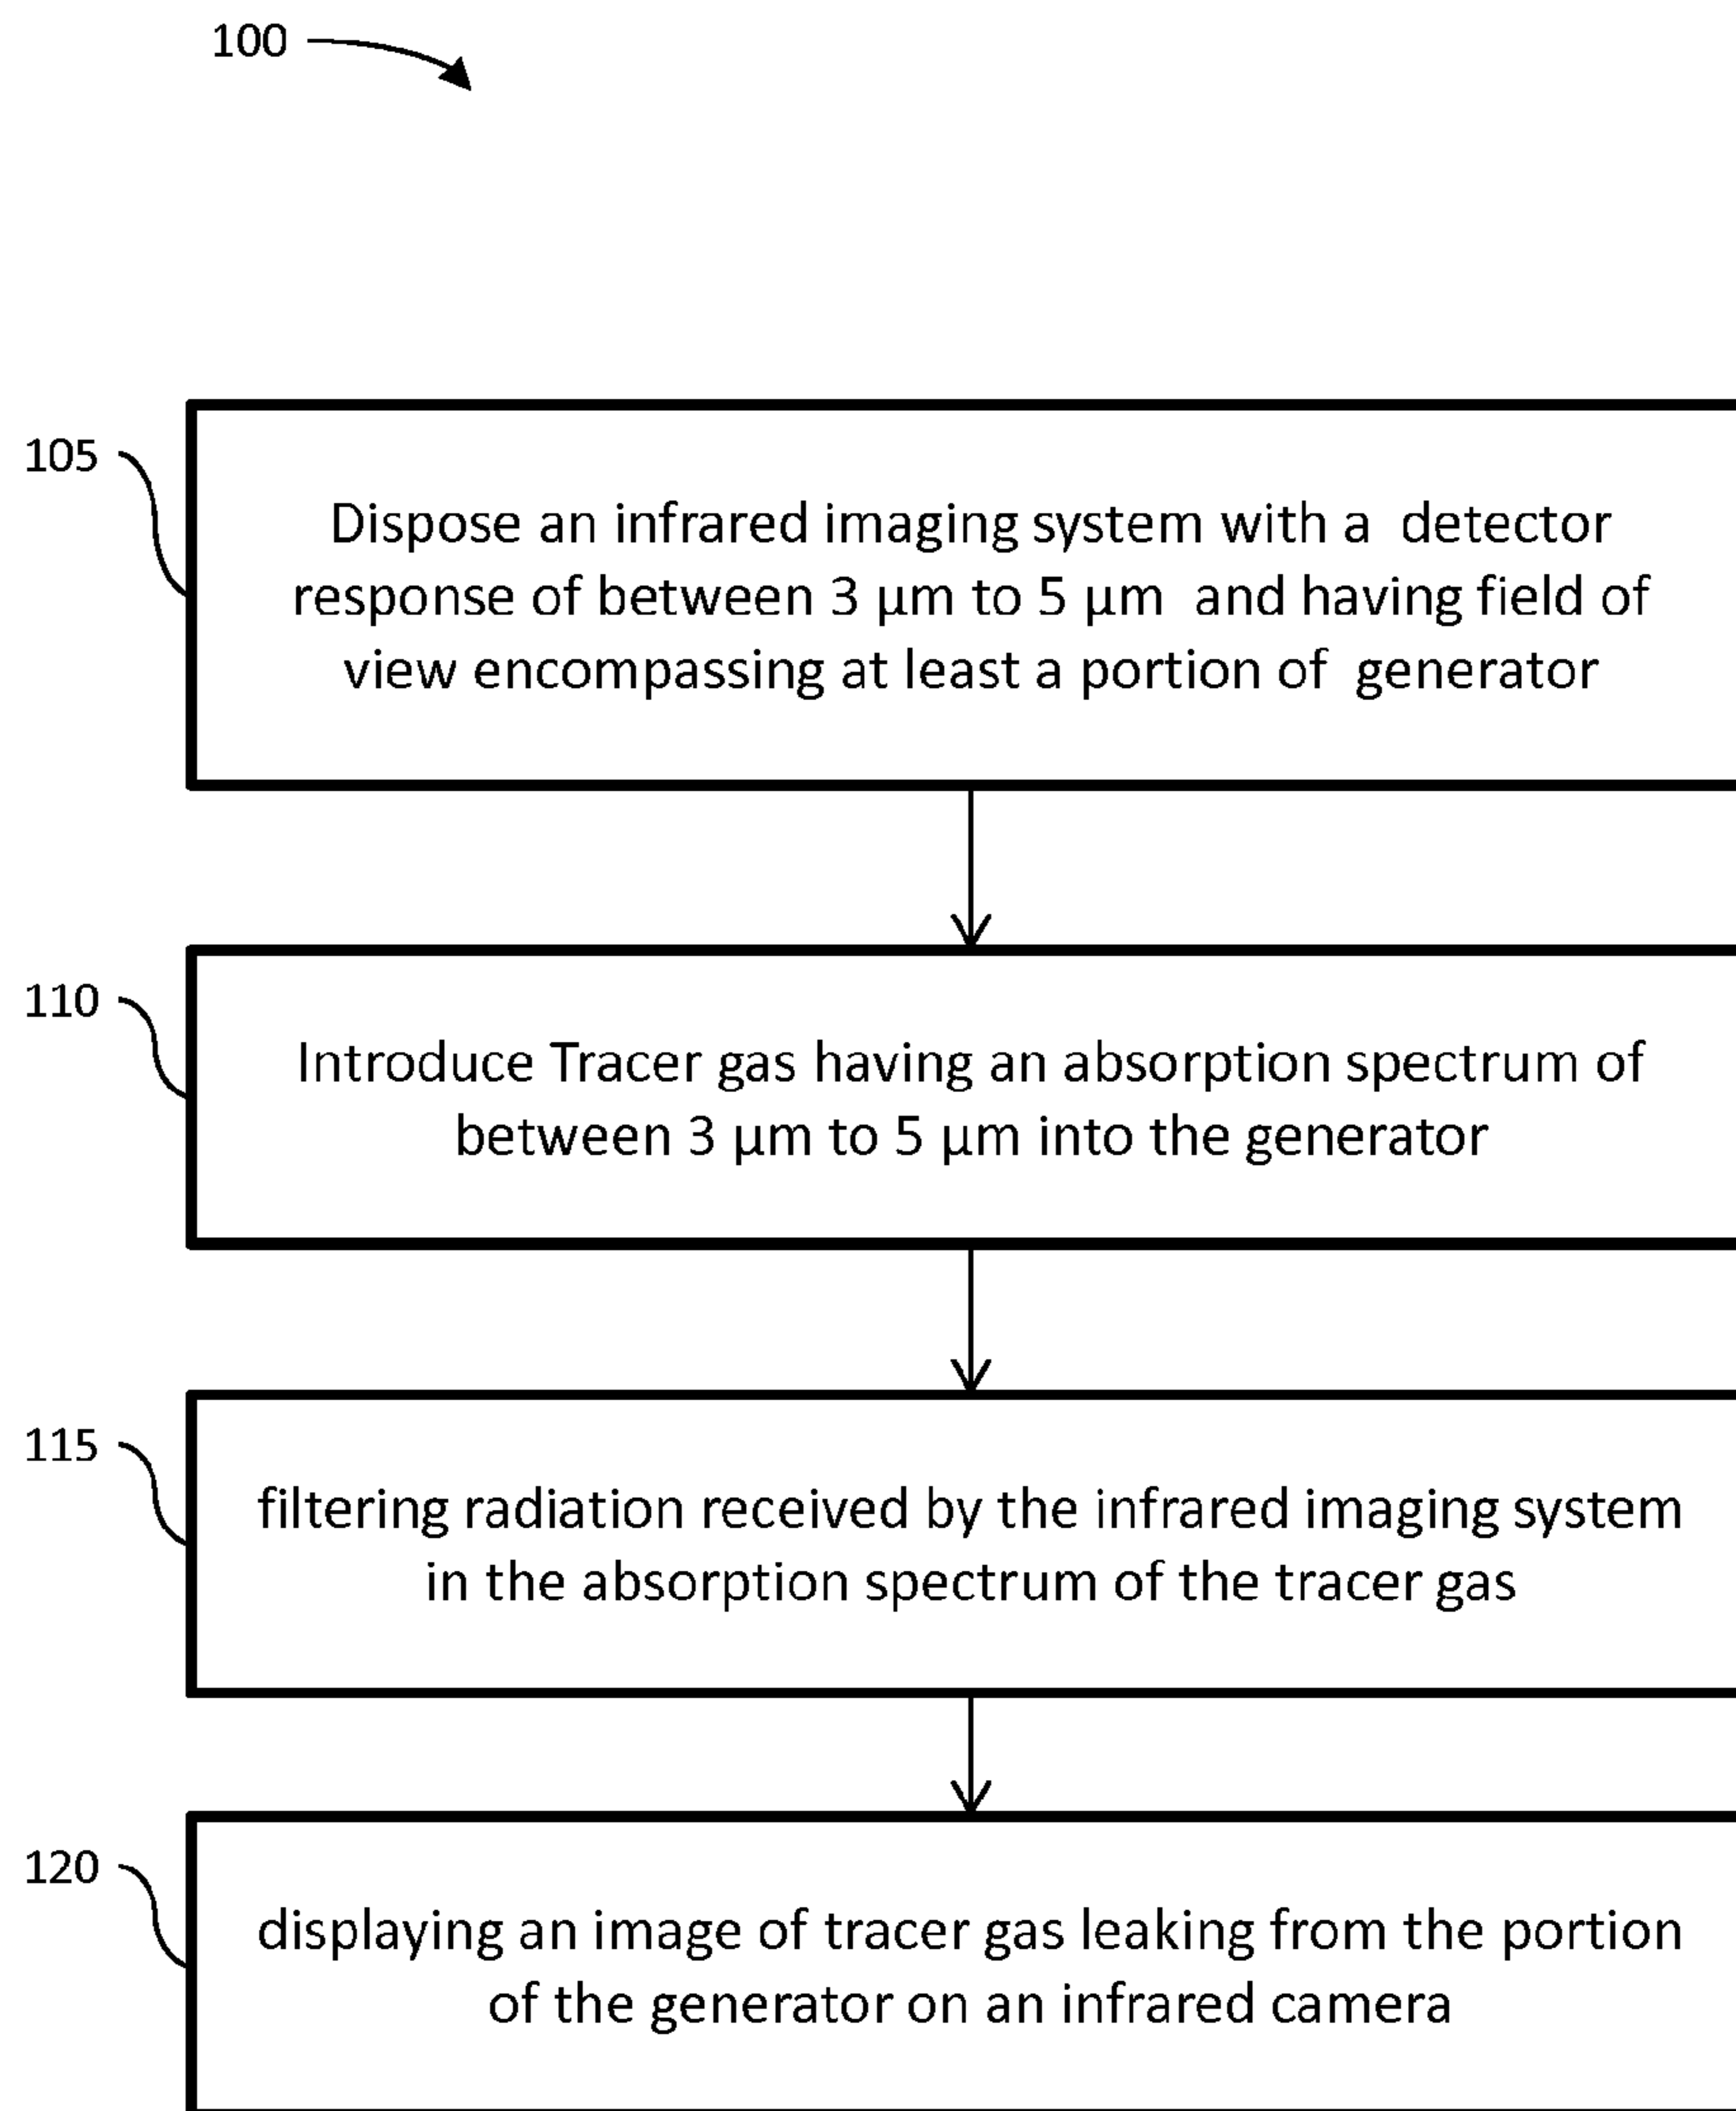 100
105
Dispose an infrared imaging system with a detector
response of between 3 µm to 5 µm and having field of
view encompassing at least a portion of generator
110
Introduce Tracer gas having an absorption spectrum of
between 3 µm to 5 µm into the generator
115
filtering radiation received by the infrared imaging system
in the absorption spectrum of the tracer gas
120
displaying an image of tracer gas leaking from the portion
of the generator on an infrared camera